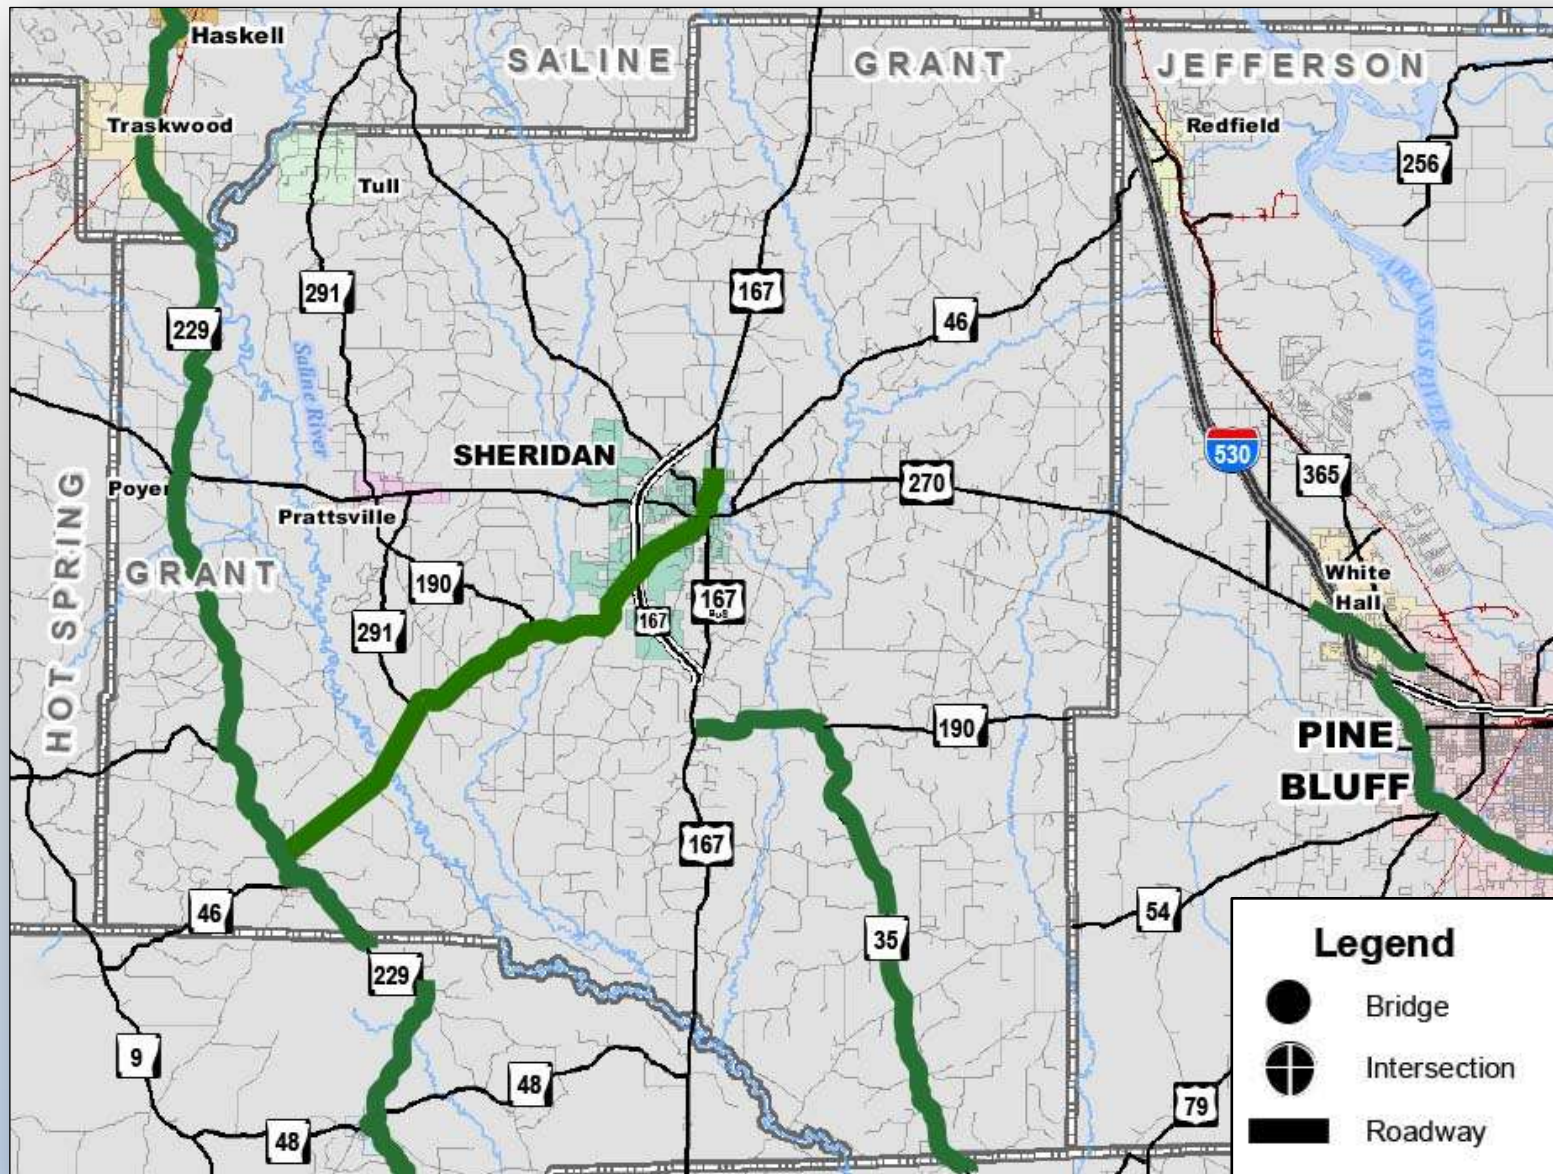 Haskell
SALINE
GRANT
JEFFERSON
Traskwood
Redfield
256
Tull
291
167
46
229
ARKANSAS RIVER
Saline River
SHERIDAN
530
365
270
Poyen
Prattsville
HOT SPRING
GRANT
190
White
Hall
167
BUS
167
291
190
PINE
BLUFF
167
46
54
35
229
9
48
48
79
Legend
Bridge
Intersection
Roadway